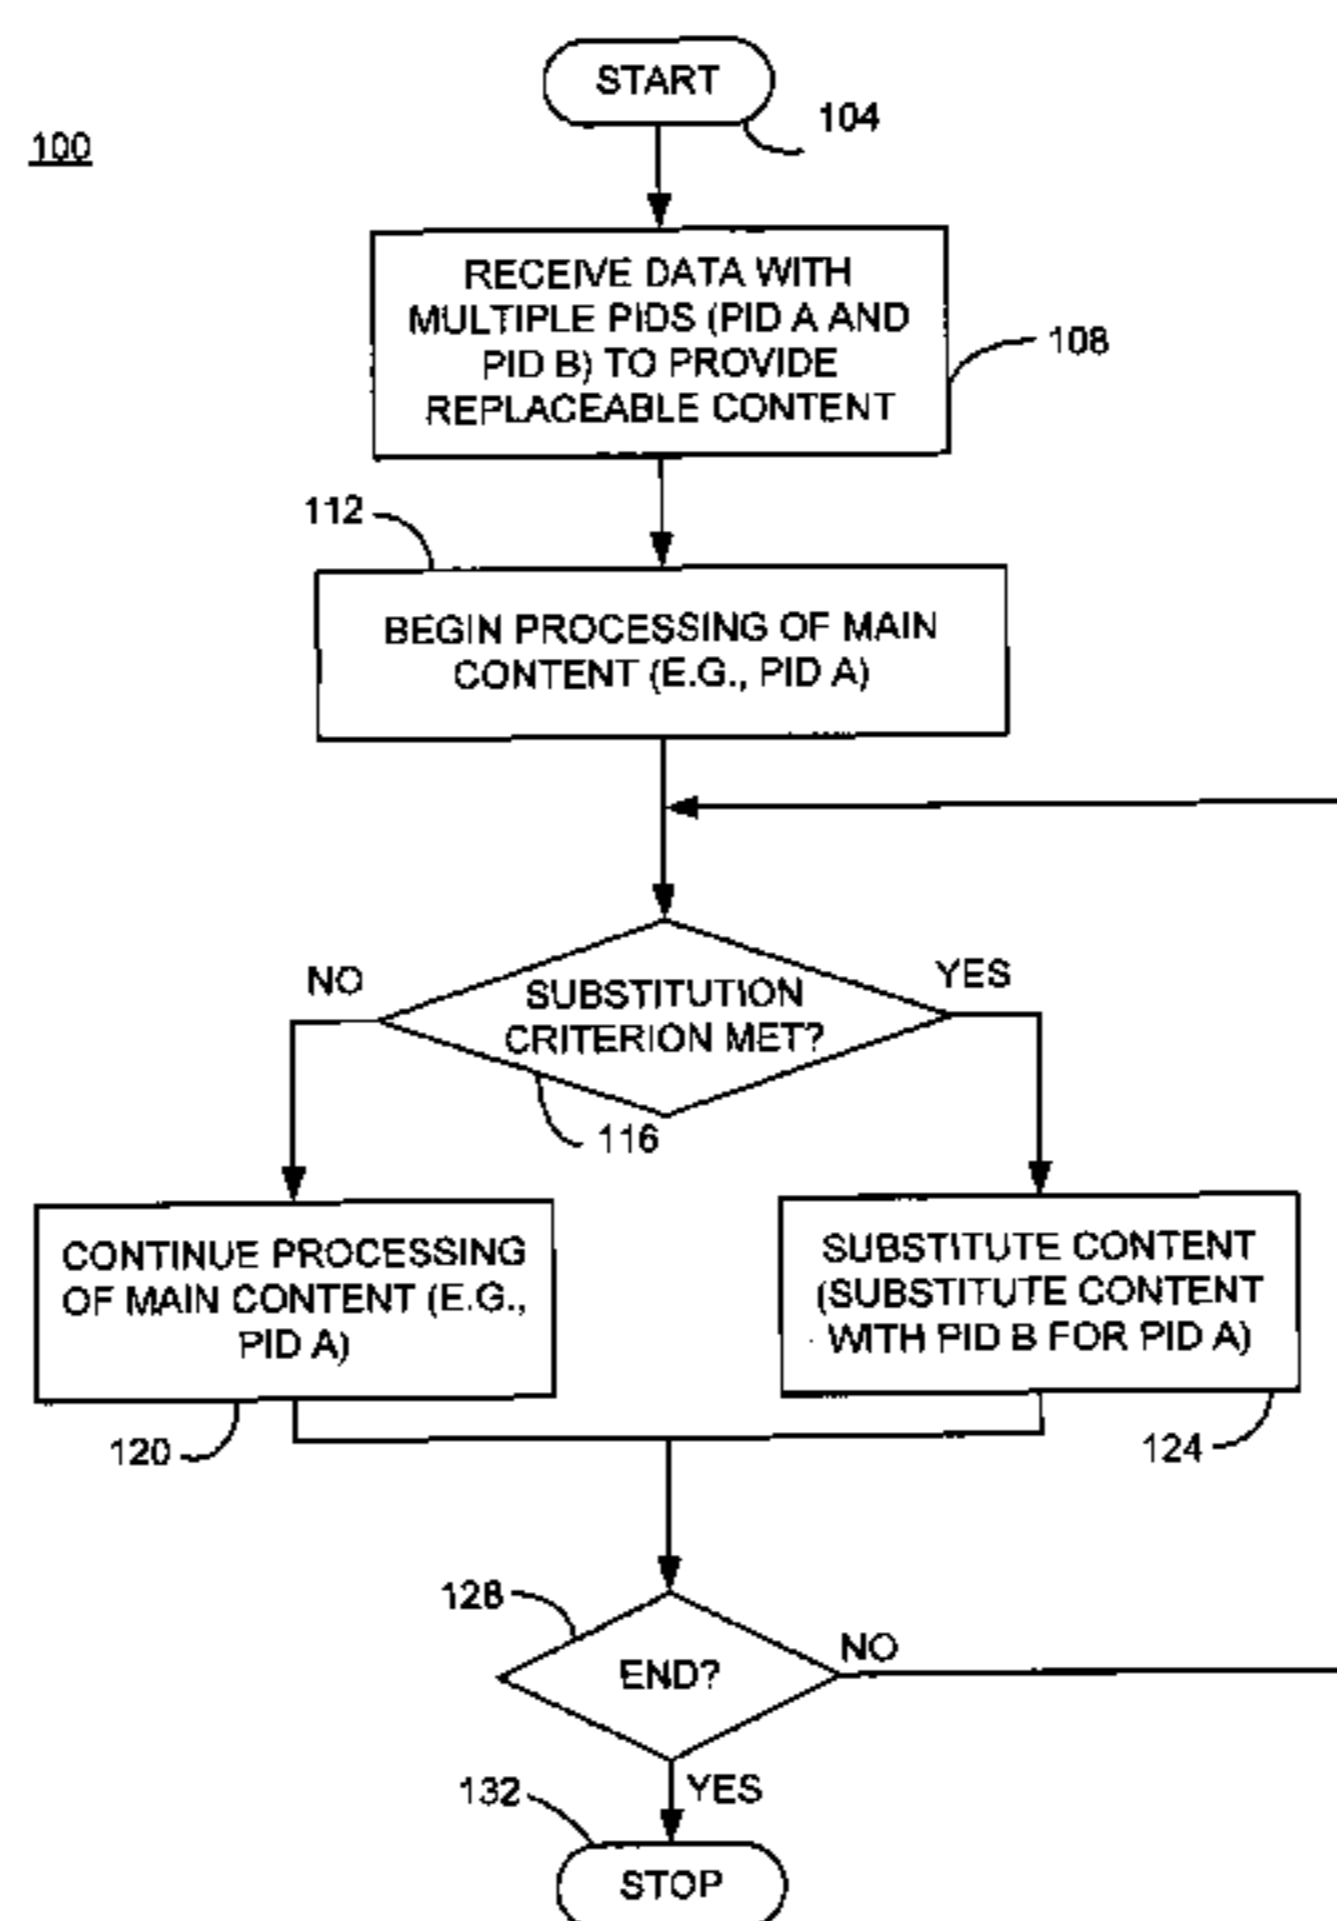 START
104
100
RECEIVE DATA WITH
MULTIPLE PIDS (PID A AND
PID B) TO PROVIDE
REPLACEABLE CONTENT
108
112
BEGIN PROCESSING OF MAIN
CONTENT (E.G., PID A)
NO
YES
SUBSTITUTION
CRITERION MET?
116
CONTINUE PROCESSING
OF MAIN CONTENT (E.G.,
PID A)
SUBSTITUTE CONTENT
(SUBSTITUTE CONTENT
WITH PID B FOR PID A)
120
124
128
END?
NO
132
YES
STOP